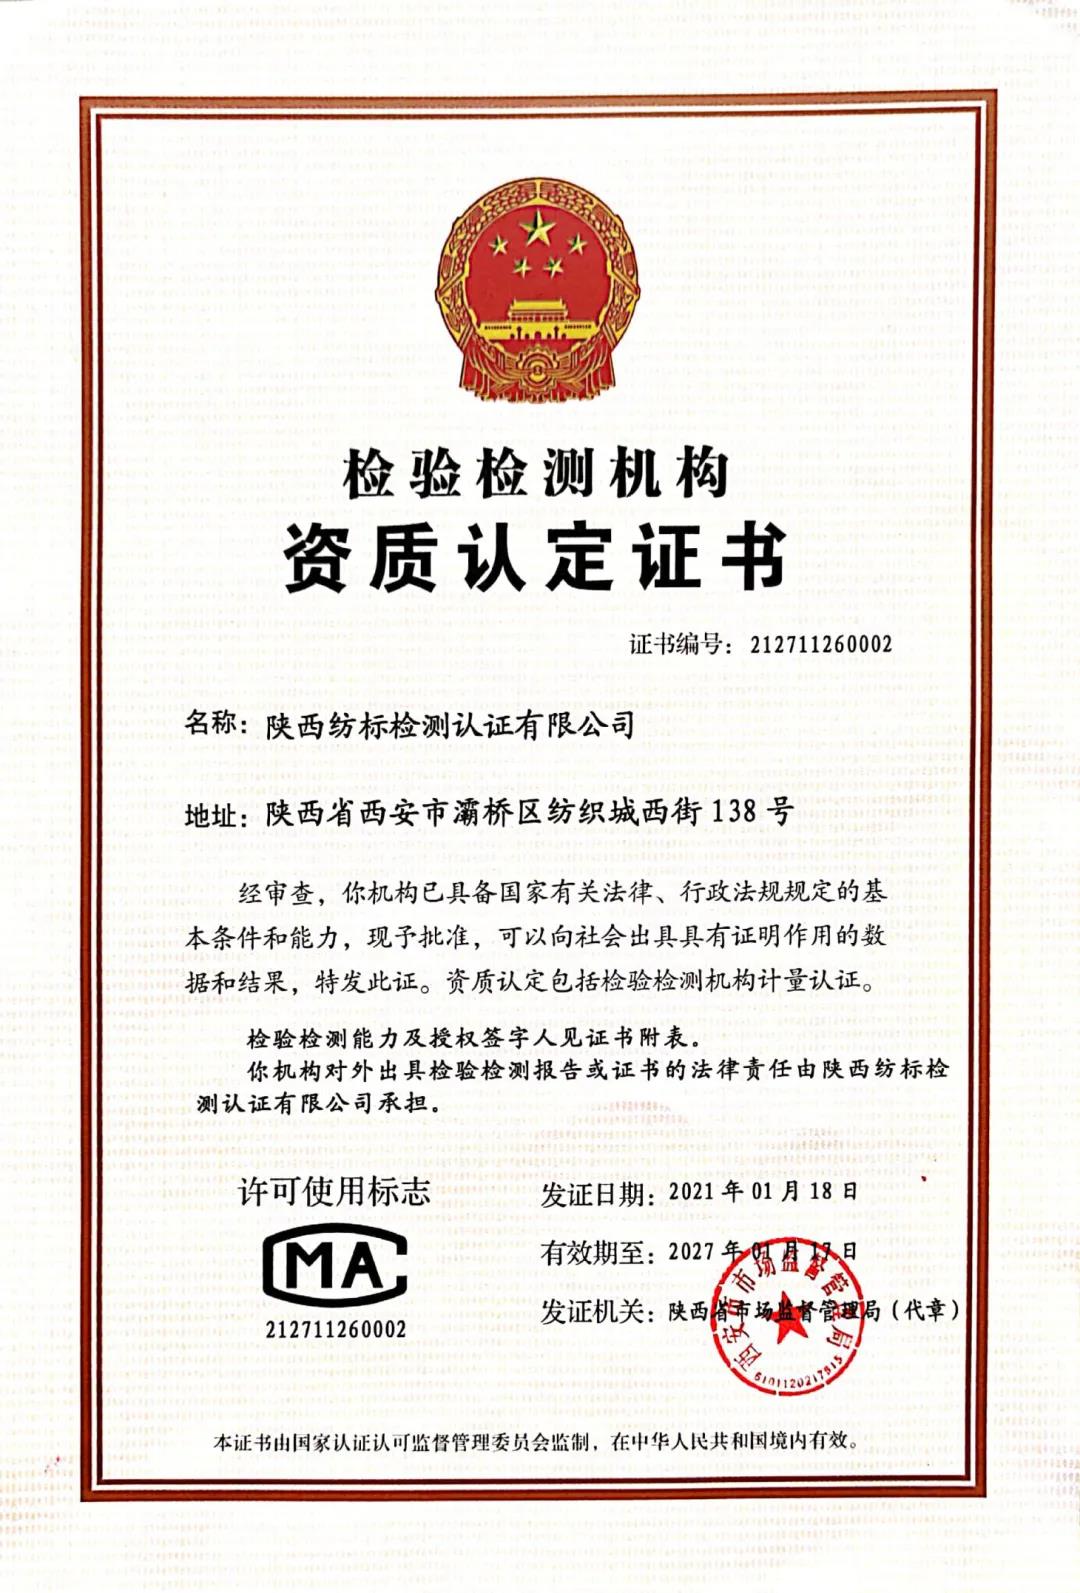 检验检测机构
资质认定证书
证书编号：212711260002
名称：陕西纺标检测认证有限公司
地址：陕西省西安市灞桥区纺织城西街138号
经审查，你机构已具备国家有关法律、行政法规规定的基
本条件和能力，现予批准，可以向社会出具具有证明作用的数
据和结果，特发此证。资质认定包括检验检测机构计量认证。
检验检测能力及授权签字人见证书附表。
你机构对外出具检验检测报告或证书的法律责任由陕西纺标检
测认证有限公司承担。
许可使用标志
MA
212711260002
发证日期：2021年01月18日
有效期至：2027年01月17日
发证机关：陕西省市场监督管理局（代章）
西安市市场监督管理局
6101120217515
本证书由国家认证认可监督管理委员会监制，在中华人民共和国境内有效。